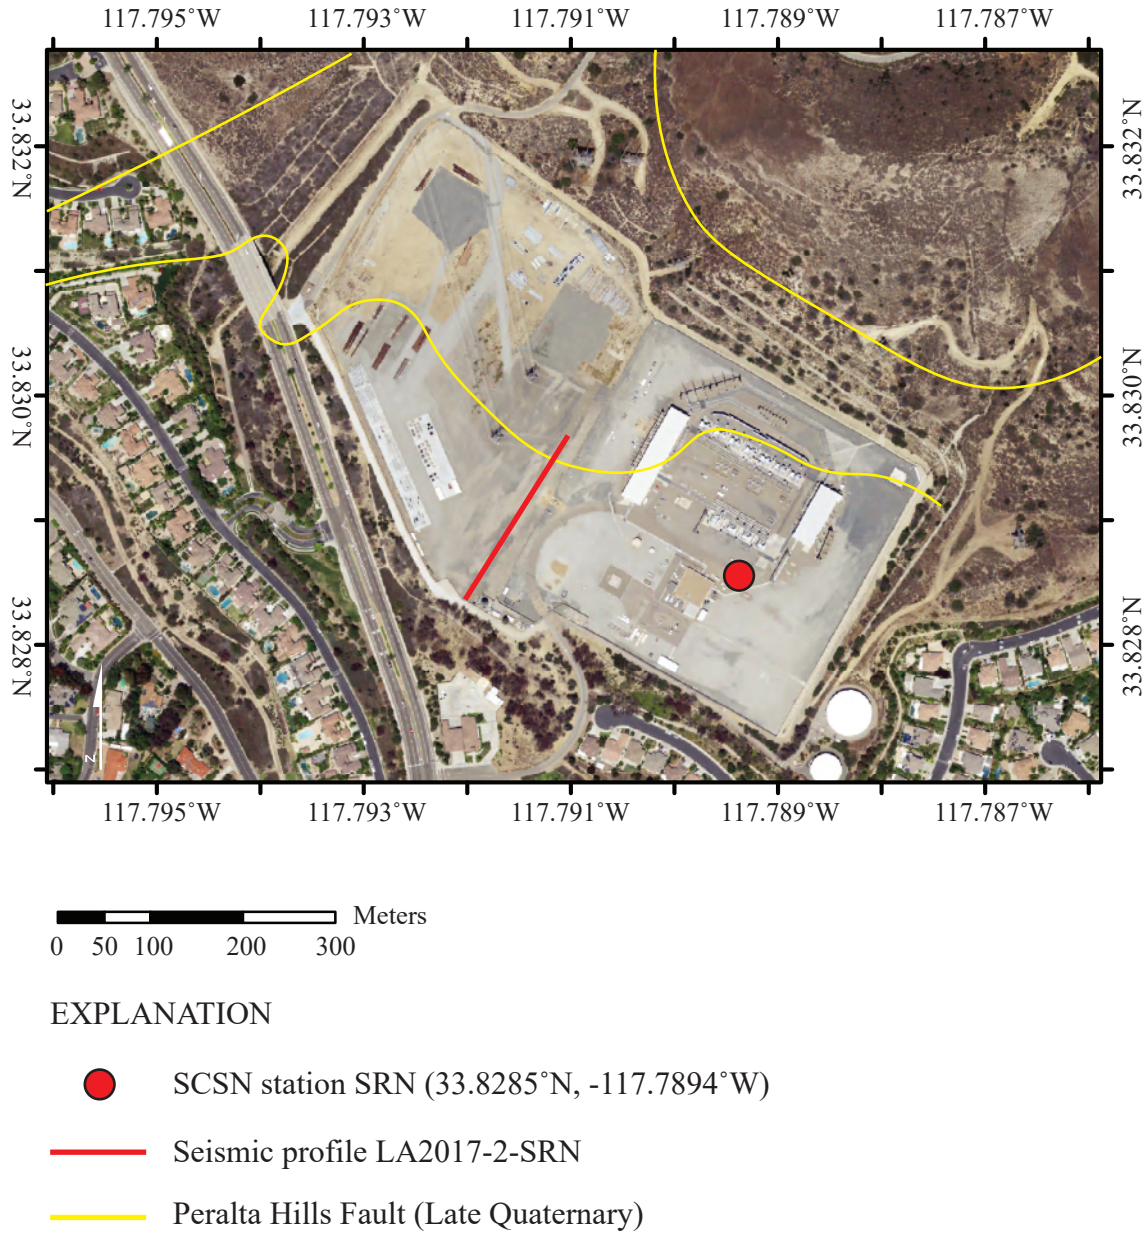 117.795°W 117.793°W 117.791°W 117.789°W 117.787°W
33.832°N 33.832°N
33.830°N 33.830°N
33.828°N 33.828°N
N
117.795°W 117.793°W 117.791°W 117.789°W 117.787°W
Meters
0 50 100 200 300
EXPLANATION
SCSN station SRN (33.8285°N, -117.7894°W)
Seismic profile LA2017-2-SRN
Peralta Hills Fault (Late Quaternary)